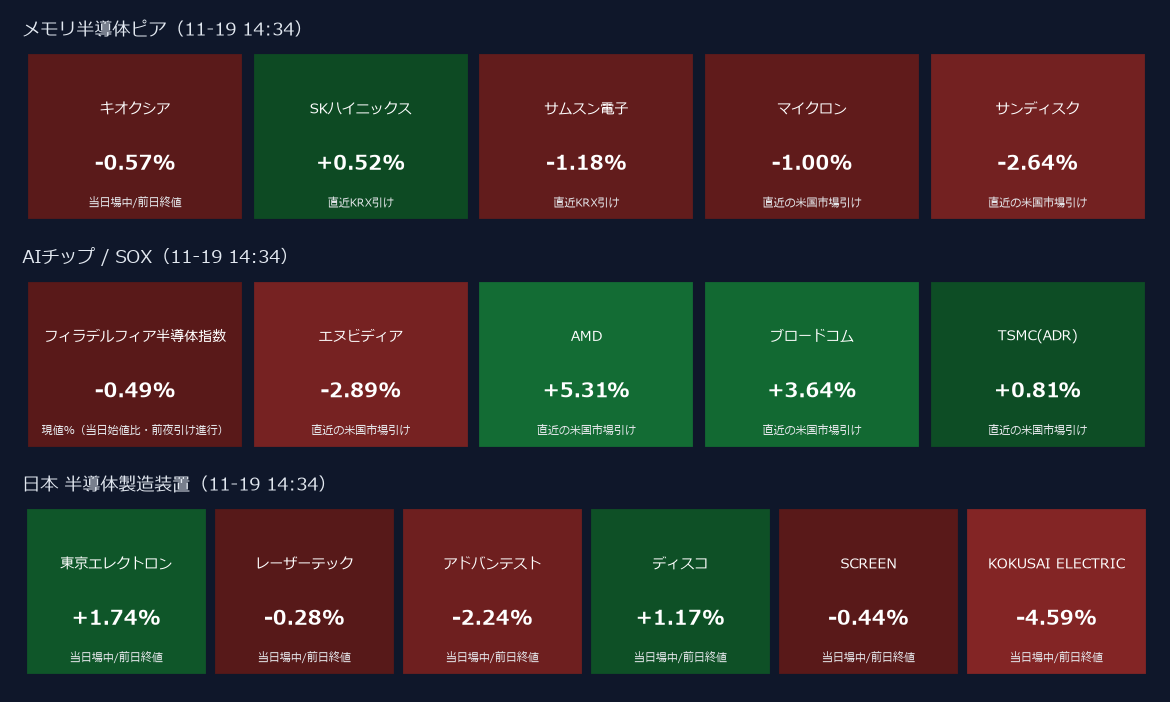 メモリ半導体ピア（11-19 14:34）
キオクシア
-0.57%
当日場中/前日終値
SKハイニックス
+0.52%
直近KRX引け
サムスン電子
-1.18%
直近KRX引け
マイクロン
-1.00%
直近の米国市場引け
サンディスク
-2.64%
直近の米国市場引け
AIチップ / SOX（11-19 14:34）
フィラデルフィア半導体指数
-0.49%
現値%（当日始値比・前夜引け進行）
エヌビディア
-2.89%
直近の米国市場引け
AMD
+5.31%
直近の米国市場引け
ブロードコム
+3.64%
直近の米国市場引け
TSMC(ADR)
+0.81%
直近の米国市場引け
日本 半導体製造装置（11-19 14:34）
東京エレクトロン
+1.74%
当日場中/前日終値
レーザーテック
-0.28%
当日場中/前日終値
アドバンテスト
-2.24%
当日場中/前日終値
ディスコ
+1.17%
当日場中/前日終値
SCREEN
-0.44%
当日場中/前日終値
KOKUSAI ELECTRIC
-4.59%
当日場中/前日終値